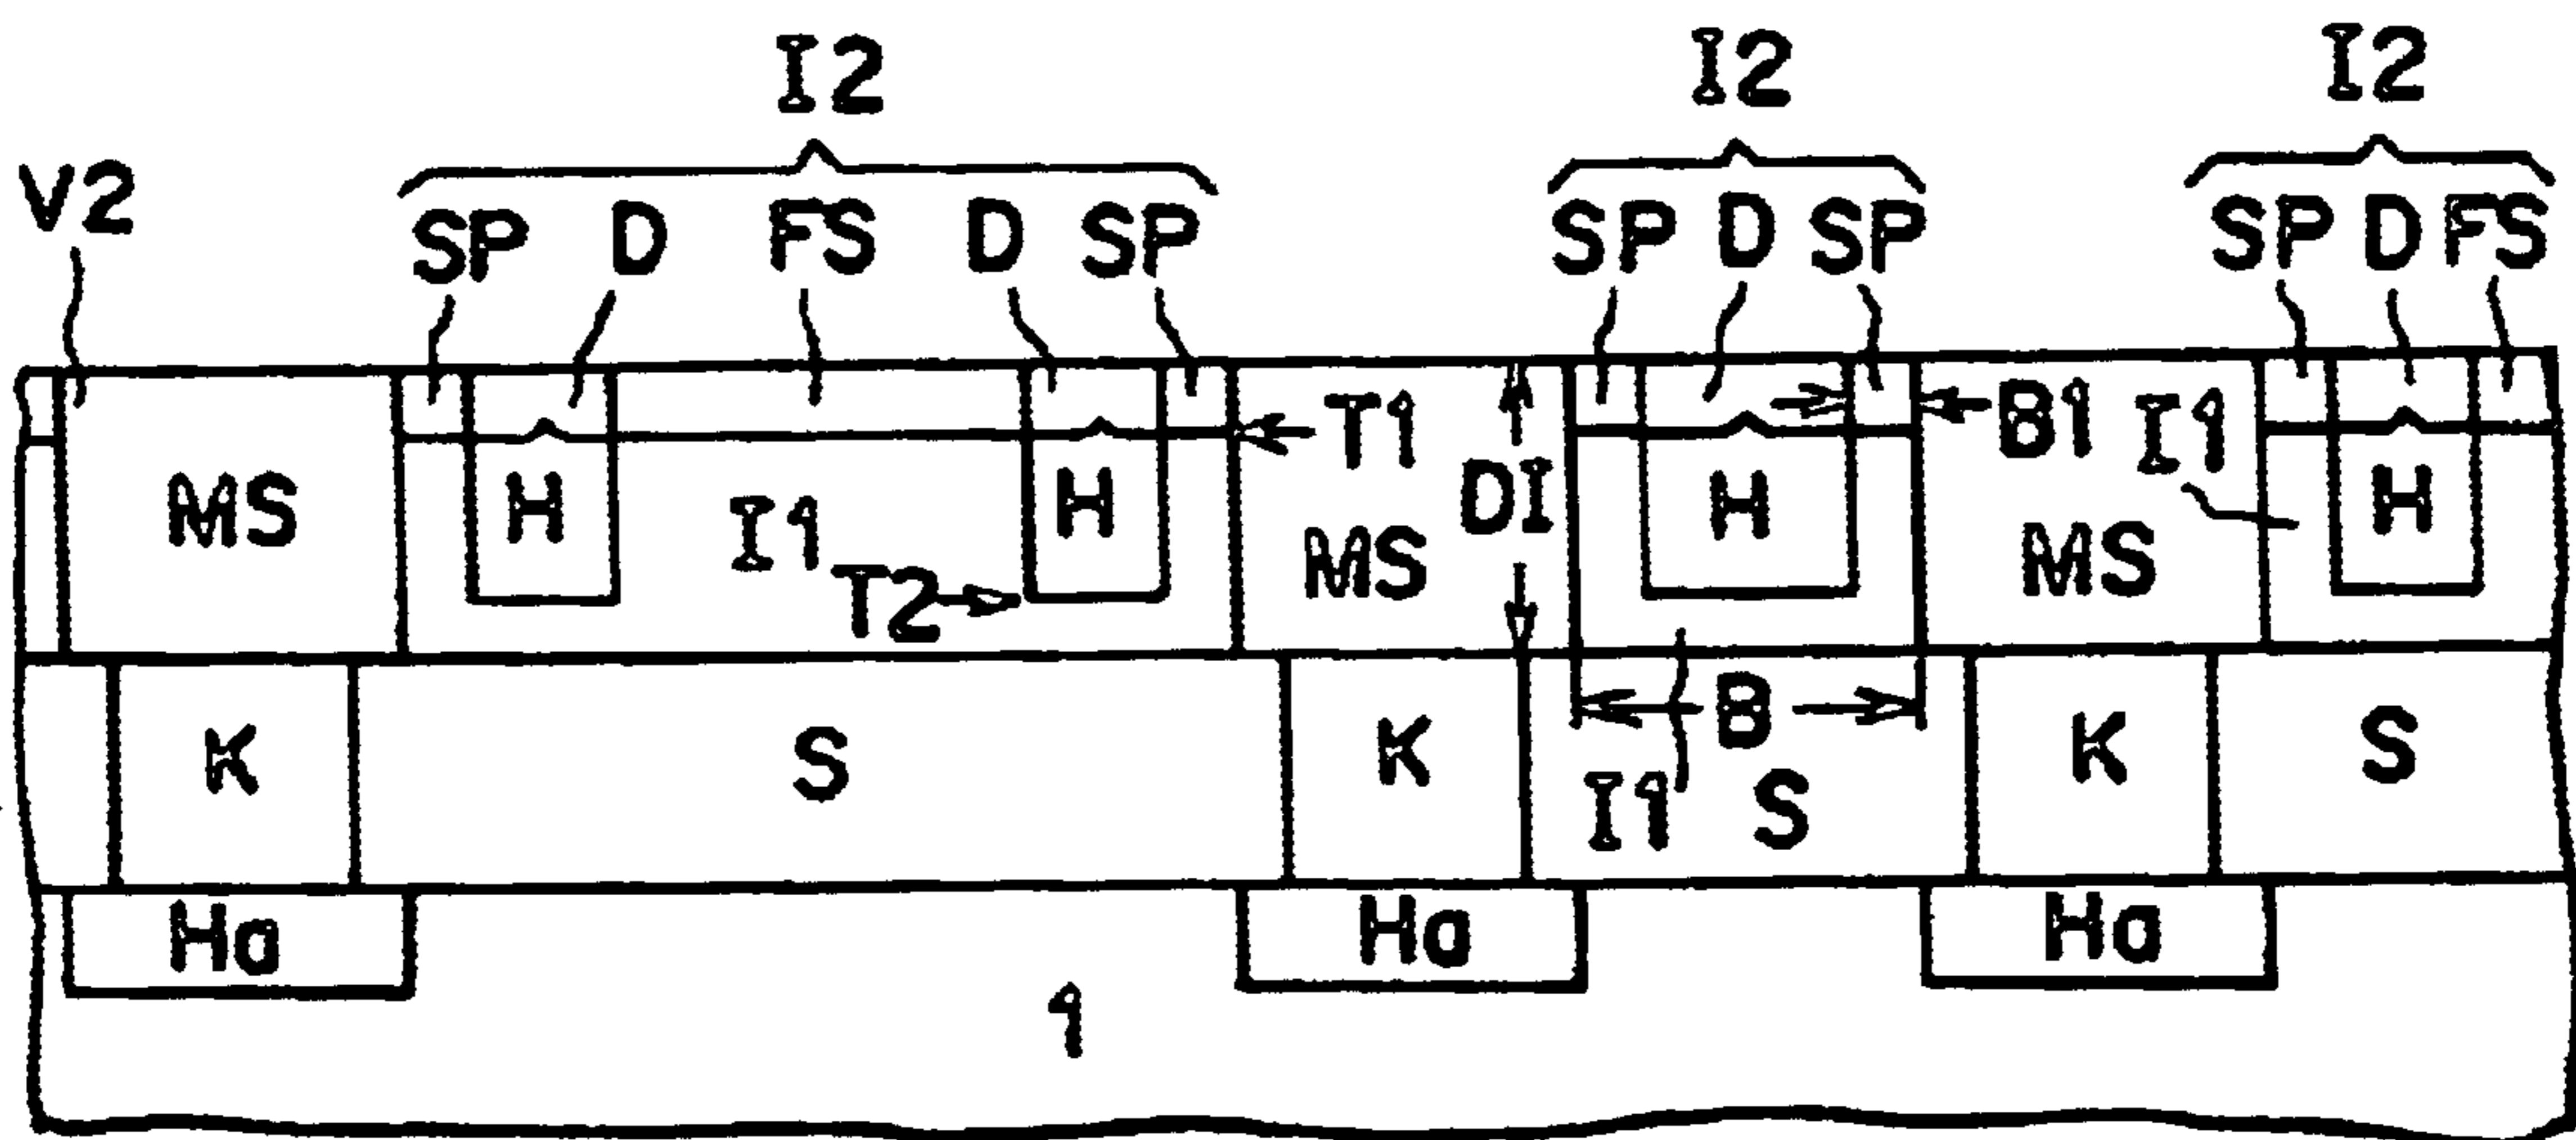 I2 I2 I2
V2 SP D FS D SP SP D SP SP D FS
T1 B1 I1
MS H I1 H DI H MS H
T2 MS
K S K B K S
I1 S
Ha Ha Ha
1